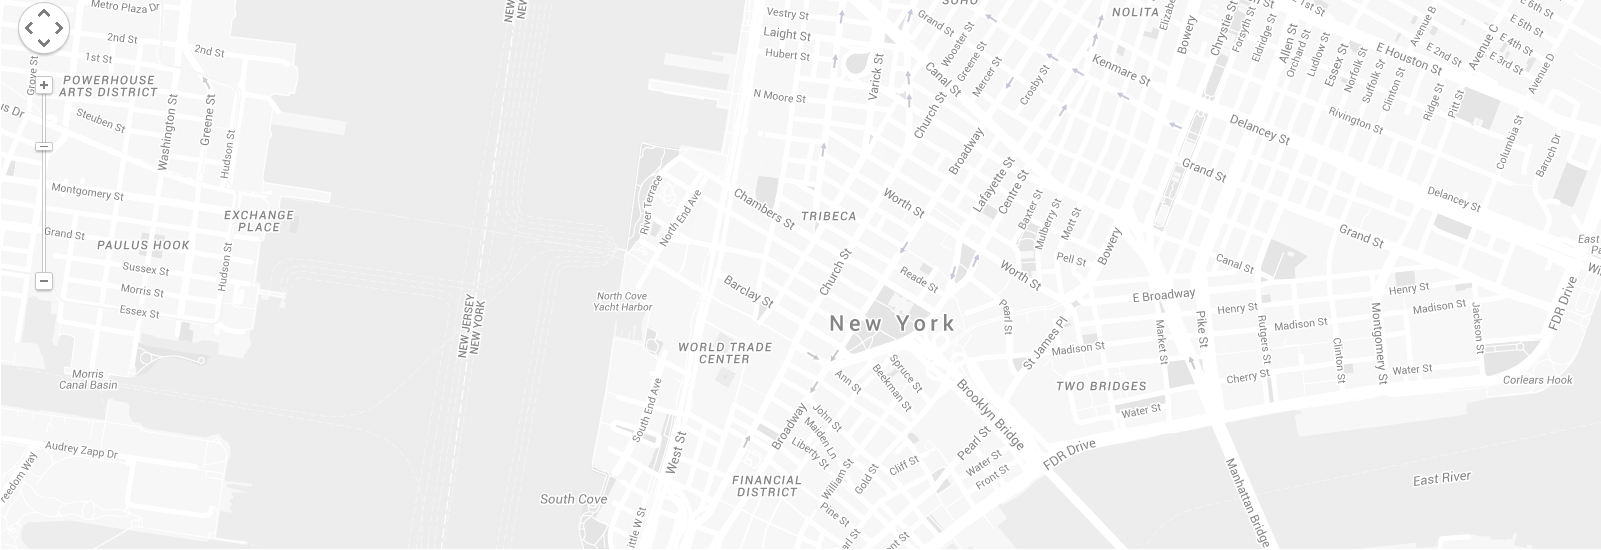 Metro Plaza Dr
2nd St
2nd St
1st St
Grove St
POWERHOUSE
ARTS DISTRICT
Steuben St
Washington St
Greene St
Hudson St
Montgomery St
EXCHANGE
PLACE
Grand St
PAULUS HOOK
Sussex St
Hudson St
Morris St
Essex St
Morris
Canal Basin
Audrey Zapp Dr
NEW JERSEY
NEW YORK
Vestry St
Laight St
Hubert St
N Moore St
Varick St
Canal St
Grand St
Wooster St
Greene St
Mercer St
Crosby St
SOHO
NOLITA
Kenmare St
Bowery
Chrystie St
Forsyth St
Eldridge St
Allen St
Orchard St
Ludlow St
Essex St
Norfolk St
Suffolk St
Clinton St
Ridge St
Pitt St
E 1st St
E Houston St
E 2nd St
E 3rd St
E 4th St
E 5th St
E 6th St
Avenue B
Avenue C
Avenue D
Rivington St
Delancey St
Columbia St
Baruch Dr
Grand St
Delancey St
Grand St
Church St
Broadway
Lafayette St
Centre St
Baxter St
Mulberry St
Mott St
Bowery
Pell St
River Terrace
North End Ave
Chambers St
TRIBECA
Worth St
Worth St
Reade St
Church St
Barclay St
North Cove
Yacht Harbor
WORLD TRADE
CENTER
New York
Pearl St
St James Pl
Canal St
E Broadway
Henry St
Henry St
Madison St
Madison St
Madison St
Market St
Pike St
Rutgers St
Clinton St
Montgomery St
Jackson St
FDR Drive
Cherry St
Water St
Corlears Hook
TWO BRIDGES
Water St
Spruce St
Beekman St
Ann St
Brooklyn Bridge
John St
Maiden Ln
Liberty St
Broadway
South End Ave
West St
William St
Gold St
Cliff St
Pearl St
Water St
Front St
FDR Drive
FINANCIAL
DISTRICT
Pine St
South Cove
Manhattan Bridge
East River